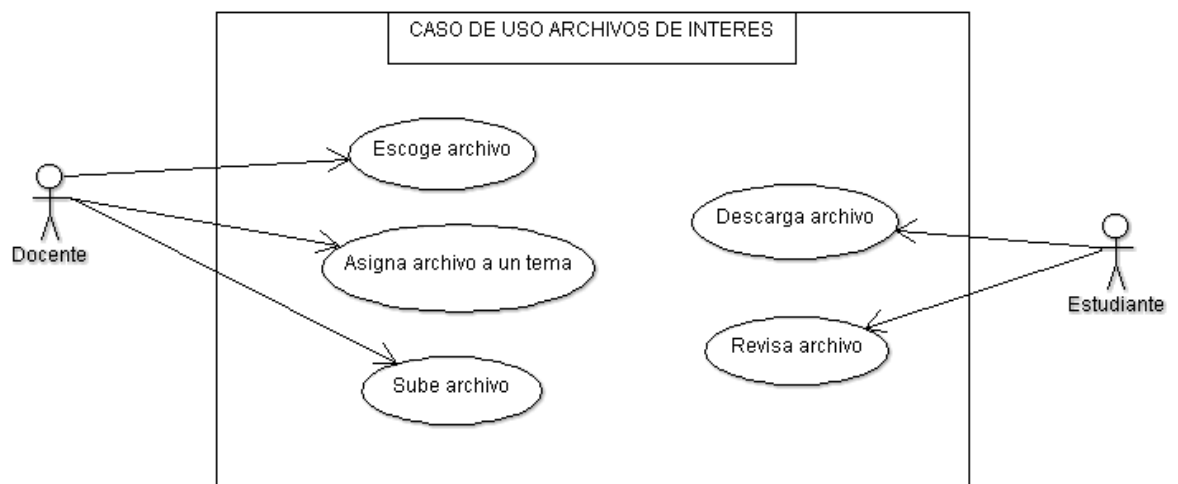 CASO DE USO ARCHIVOS DE INTERES
Escoge archivo
Descarga archivo
Docente
Asigna archivo a un tema
Estudiante
Revisa archivo
Sube archivo